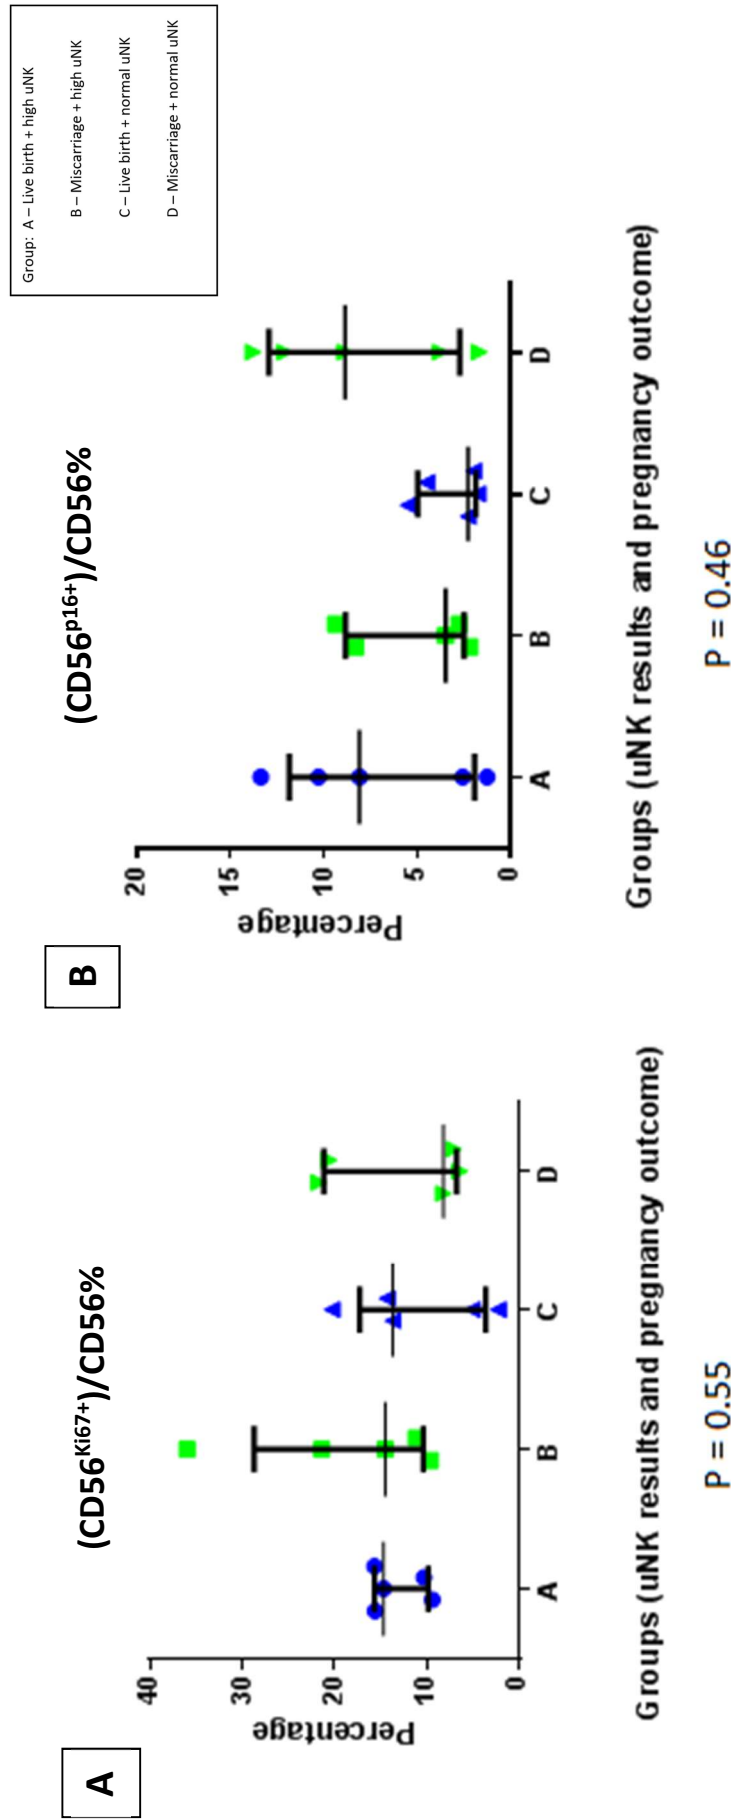 A
(CD56Ki67+)/CD56%
Percentage
40
30
20
10
0
A B C D
Groups (uNK results and pregnancy outcome)
P = 0.55
B
(CD56p16+)/CD56%
Percentage
20
15
10
5
0
A B C D
Groups (uNK results and pregnancy outcome)
P = 0.46
Group: A – Live birth + high uNK
B – Miscarriage + high uNK
C – Live birth + normal uNK
D – Miscarriage + normal uNK